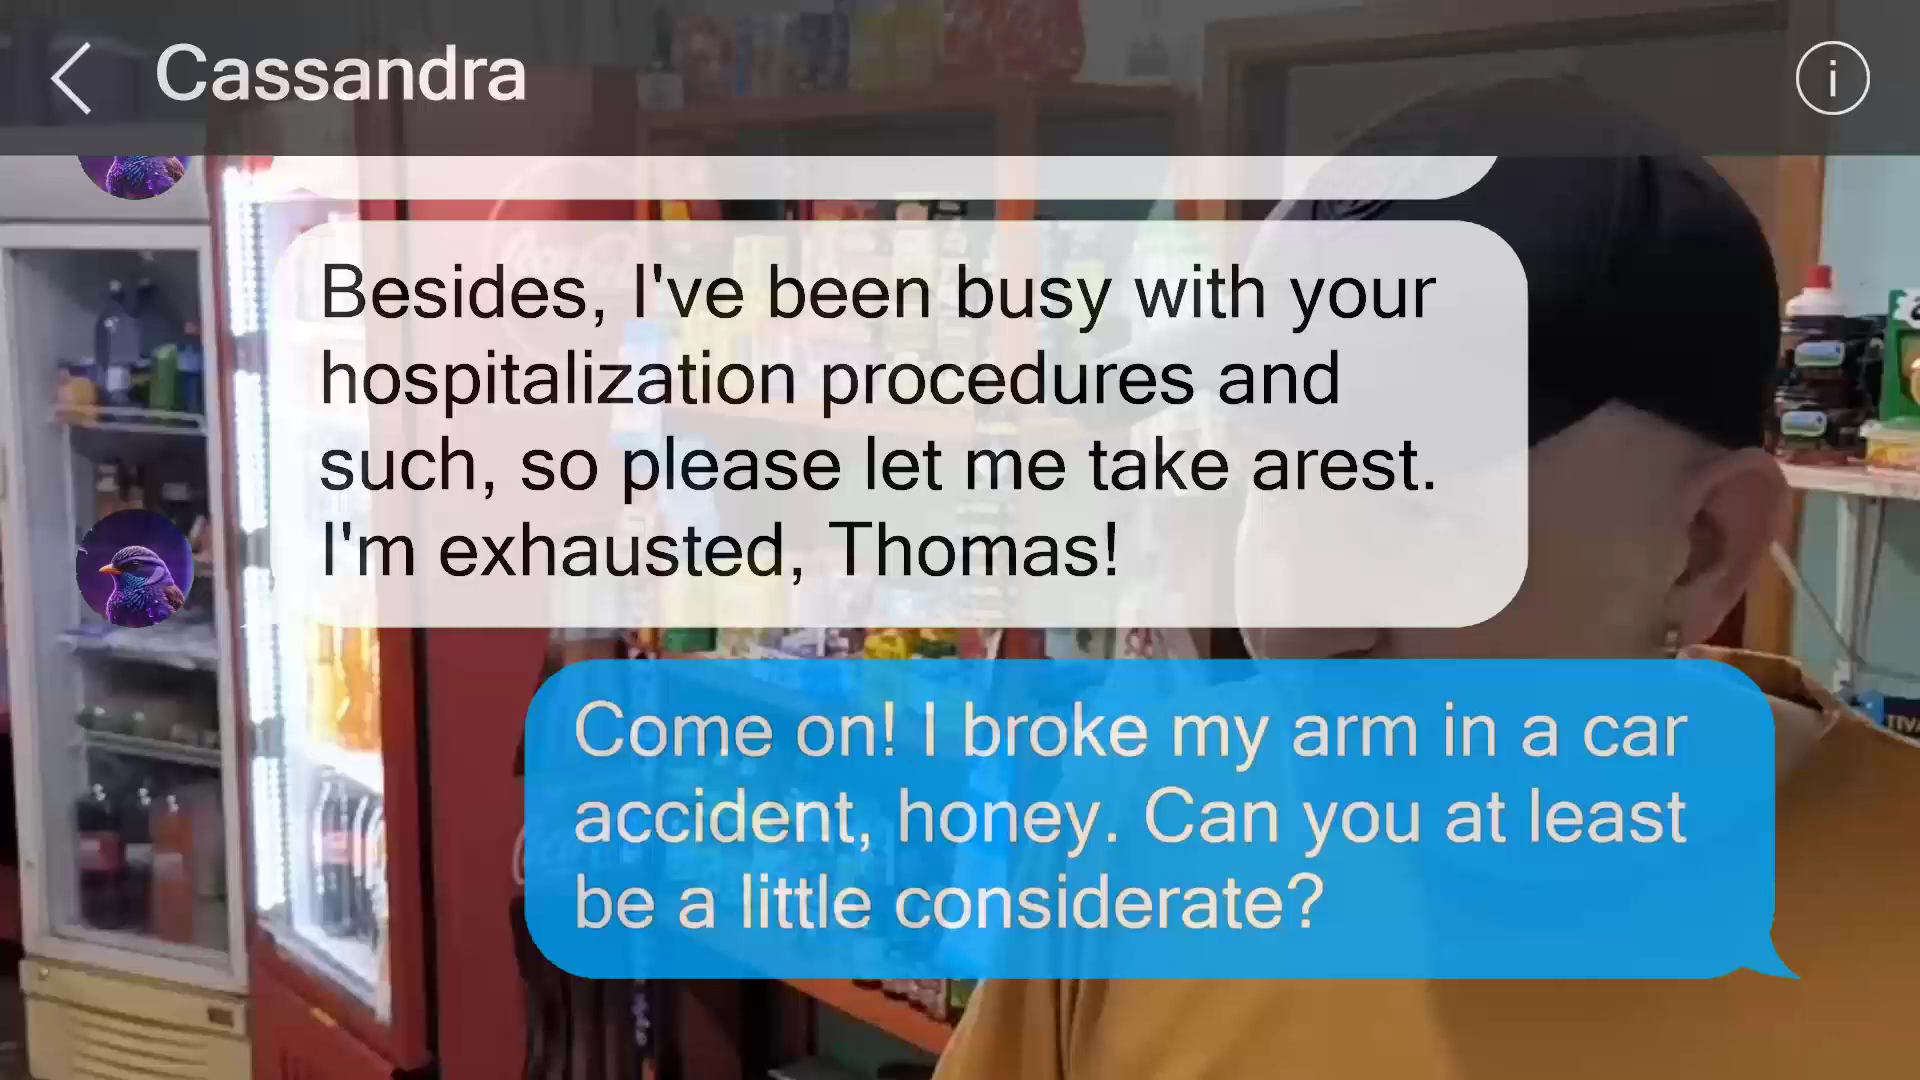 Cassandra
Besides, I've been busy with your
hospitalization procedures and
such, so please let me take arest.
I'm exhausted, Thomas!
Come on! I broke my arm in a car
accident, honey. Can you at least
be a little considerate?